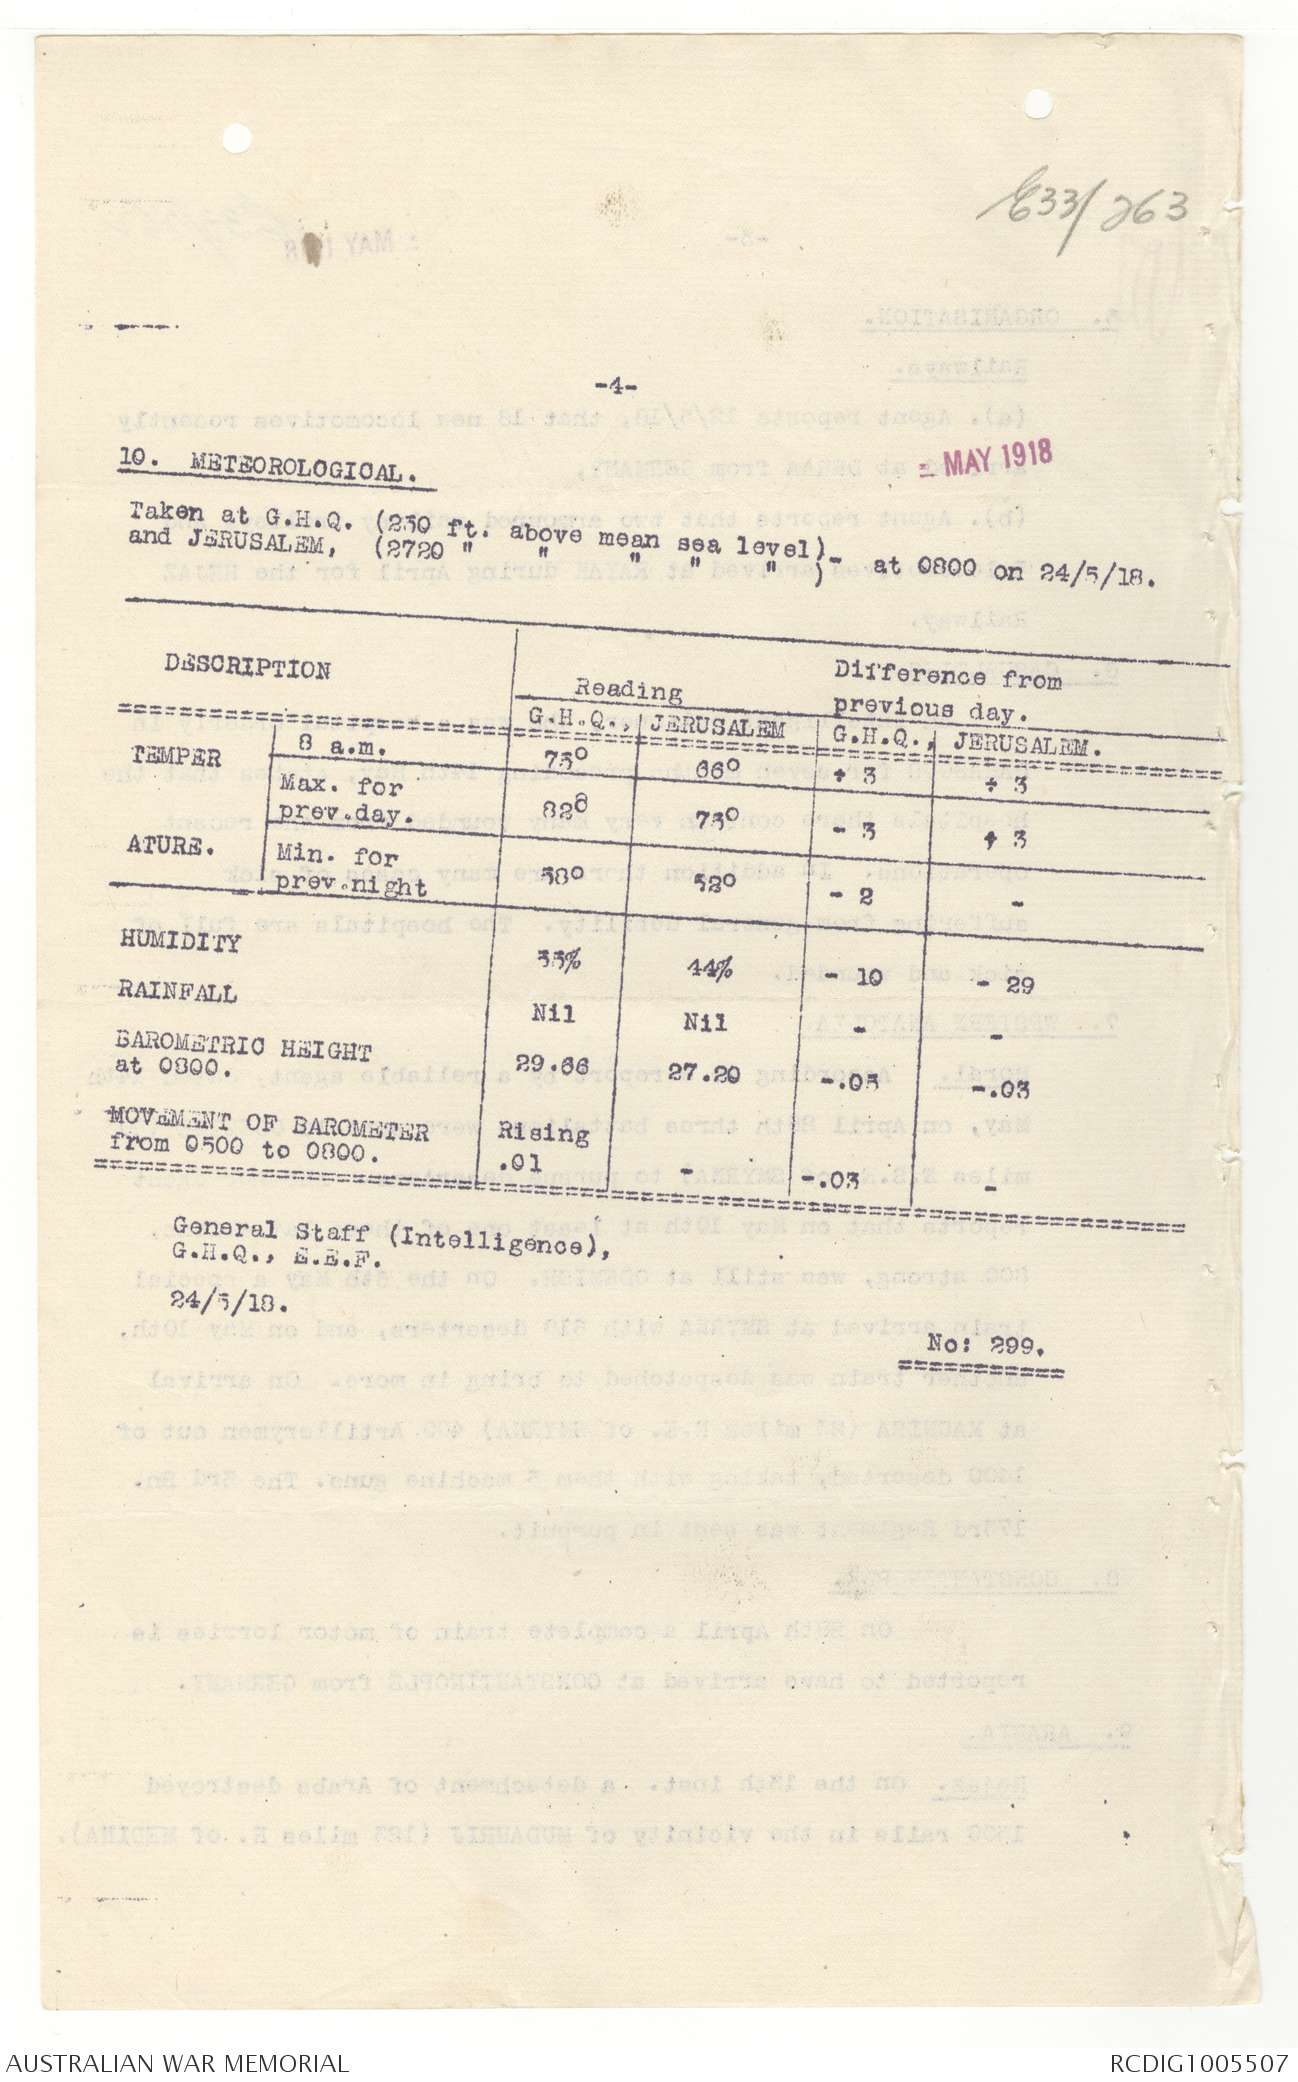 E33/263
-4-
= MAY 1918
10. METEOROLOGICAL.
Taken at G.H.Q. (250 ft. above mean sea level)
and JERUSALEM, (2720 " " " " " ) - at 0800 on 24/5/18.
DESCRIPTION Reading Difference from
previous day.
G.H.Q., JERUSALEM G.H.Q., JERUSALEM.
TEMPER 8 a.m. 75° 66° + 3 + 3
Max. for
prev.day. 82° 75° - 3 + 3
ATURE. Min. for
prev.night 58° 52° - 2 -
HUMIDITY 55% 44% - 10 - 29
RAINFALL Nil Nil - -
BAROMETRIC HEIGHT
at 0800. 29.66 27.20 -.05 -.03
MOVEMENT OF BAROMETER
from 0500 to 0800. Rising
.01 - -.03 -
General Staff (Intelligence),
G.H.Q., E.E.F.
24/5/18.
No: 299.
AUSTRALIAN WAR MEMORIAL RCDIG1005507